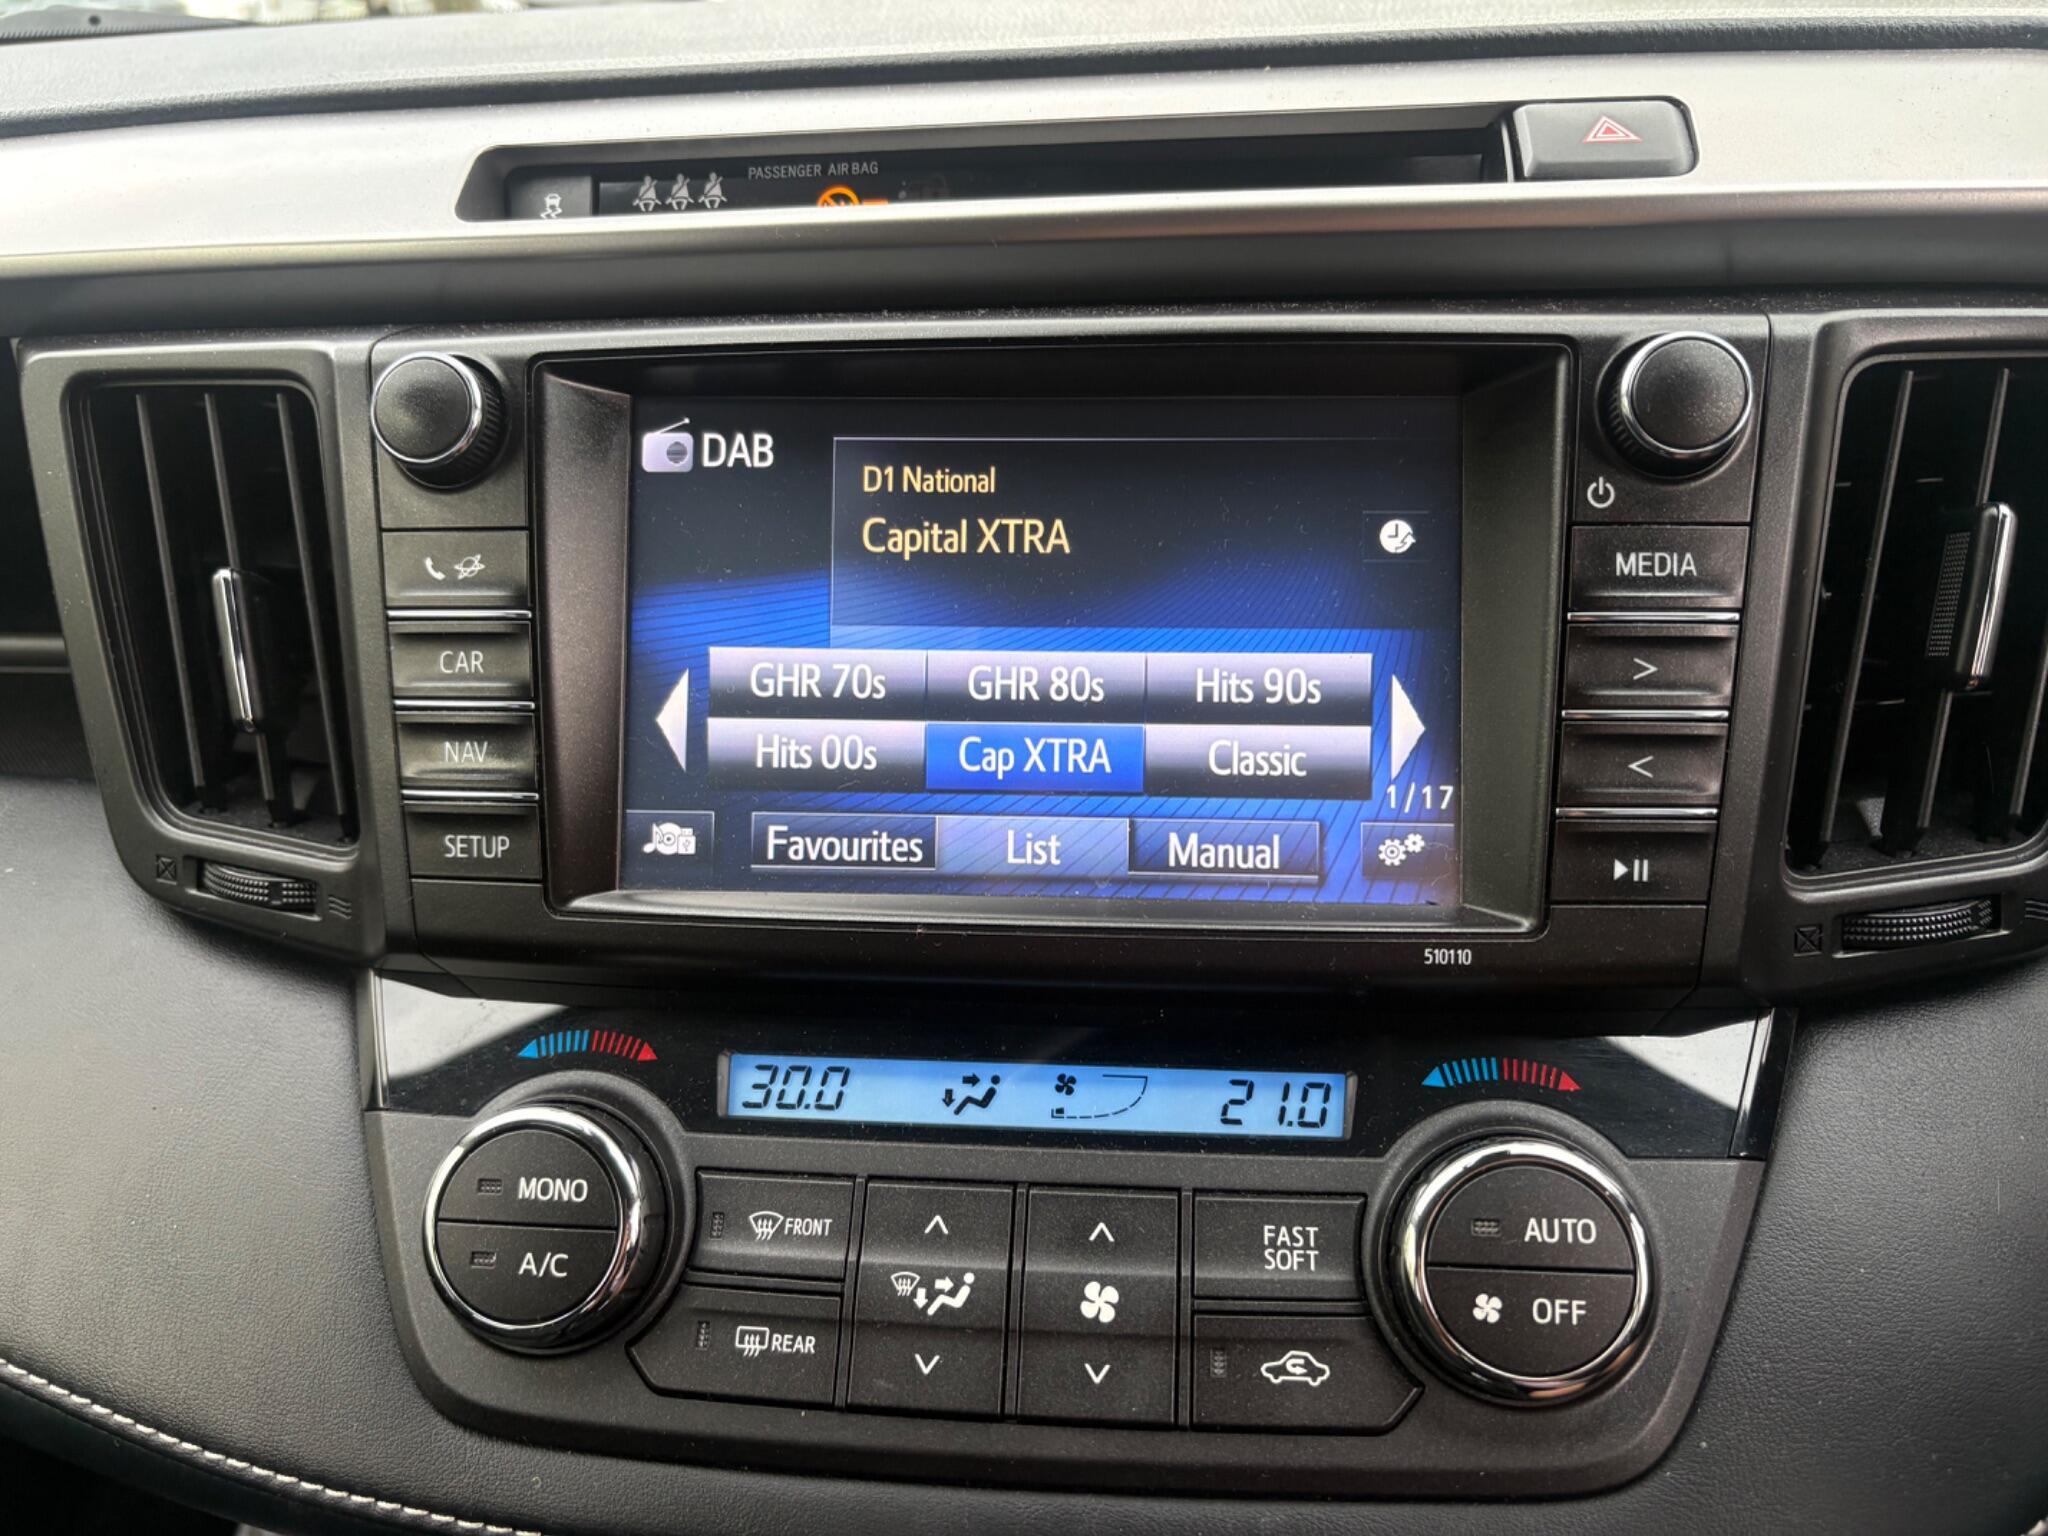 PASSENGER AIR BAG
DAB
D1 National
Capital XTRA
GHR 70s GHR 80s Hits 90s
Hits 00s Cap XTRA Classic
1/17
Favourites List Manual
CAR
NAV
SETUP
MEDIA
>
<
510110
30.0 21.0
MONO
A/C
FRONT
REAR
FAST
SOFT
AUTO
OFF